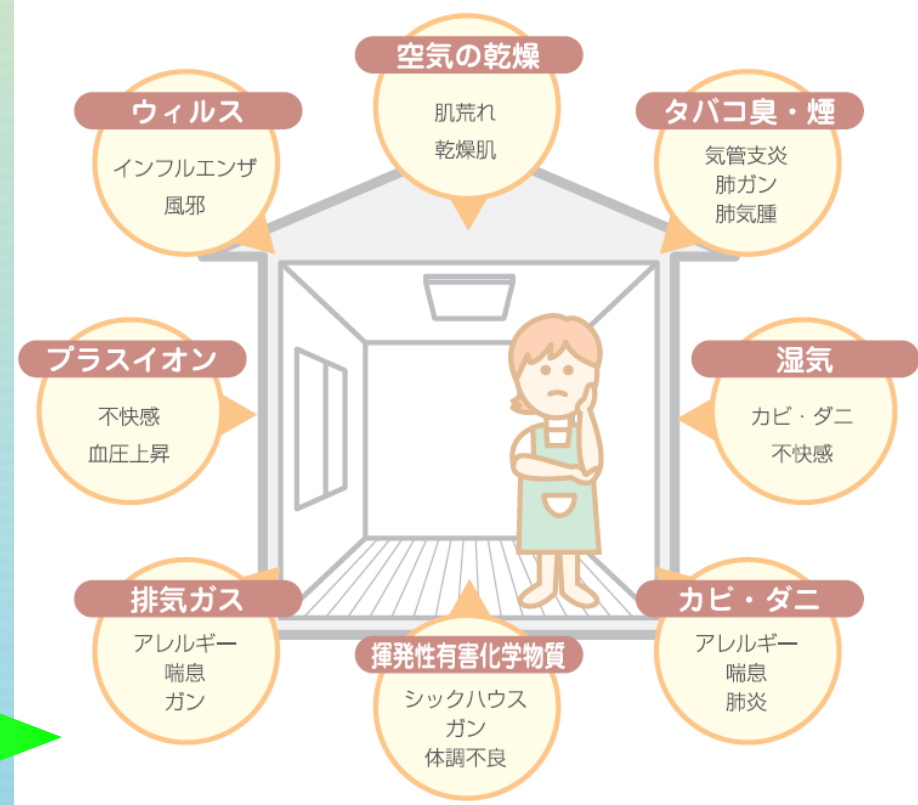 空気の乾燥
肌荒れ
乾燥肌
ウィルス
インフルエンザ
風邪
タバコ臭・煙
気管支炎
肺ガン
肺気腫
プラスイオン
不快感
血圧上昇
湿気
カビ・ダニ
不快感
排気ガス
アレルギー
喘息
ガン
揮発性有害化学物質
シックハウス
ガン
体調不良
カビ・ダニ
アレルギー
喘息
肺炎